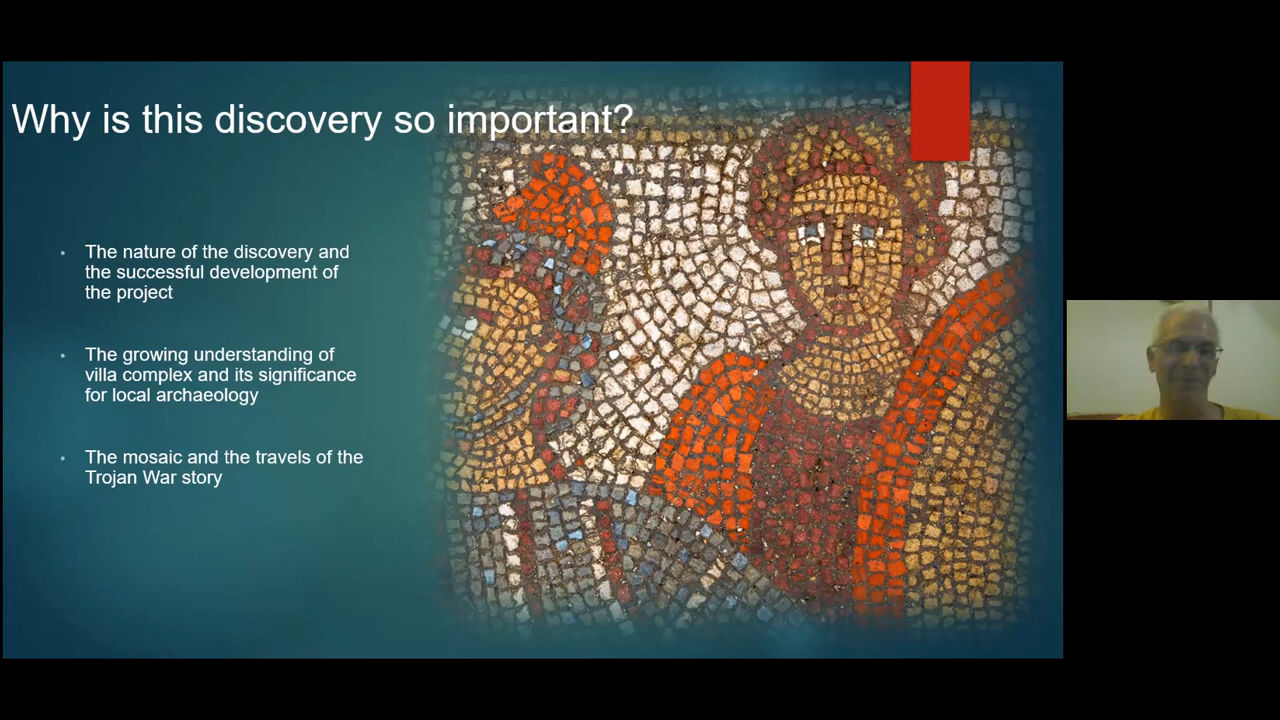 Why is this discovery so important?
The nature of the discovery and
the successful development of
the project
The growing understanding of
villa complex and its significance
for local archaeology
The mosaic and the travels of the
Trojan War story